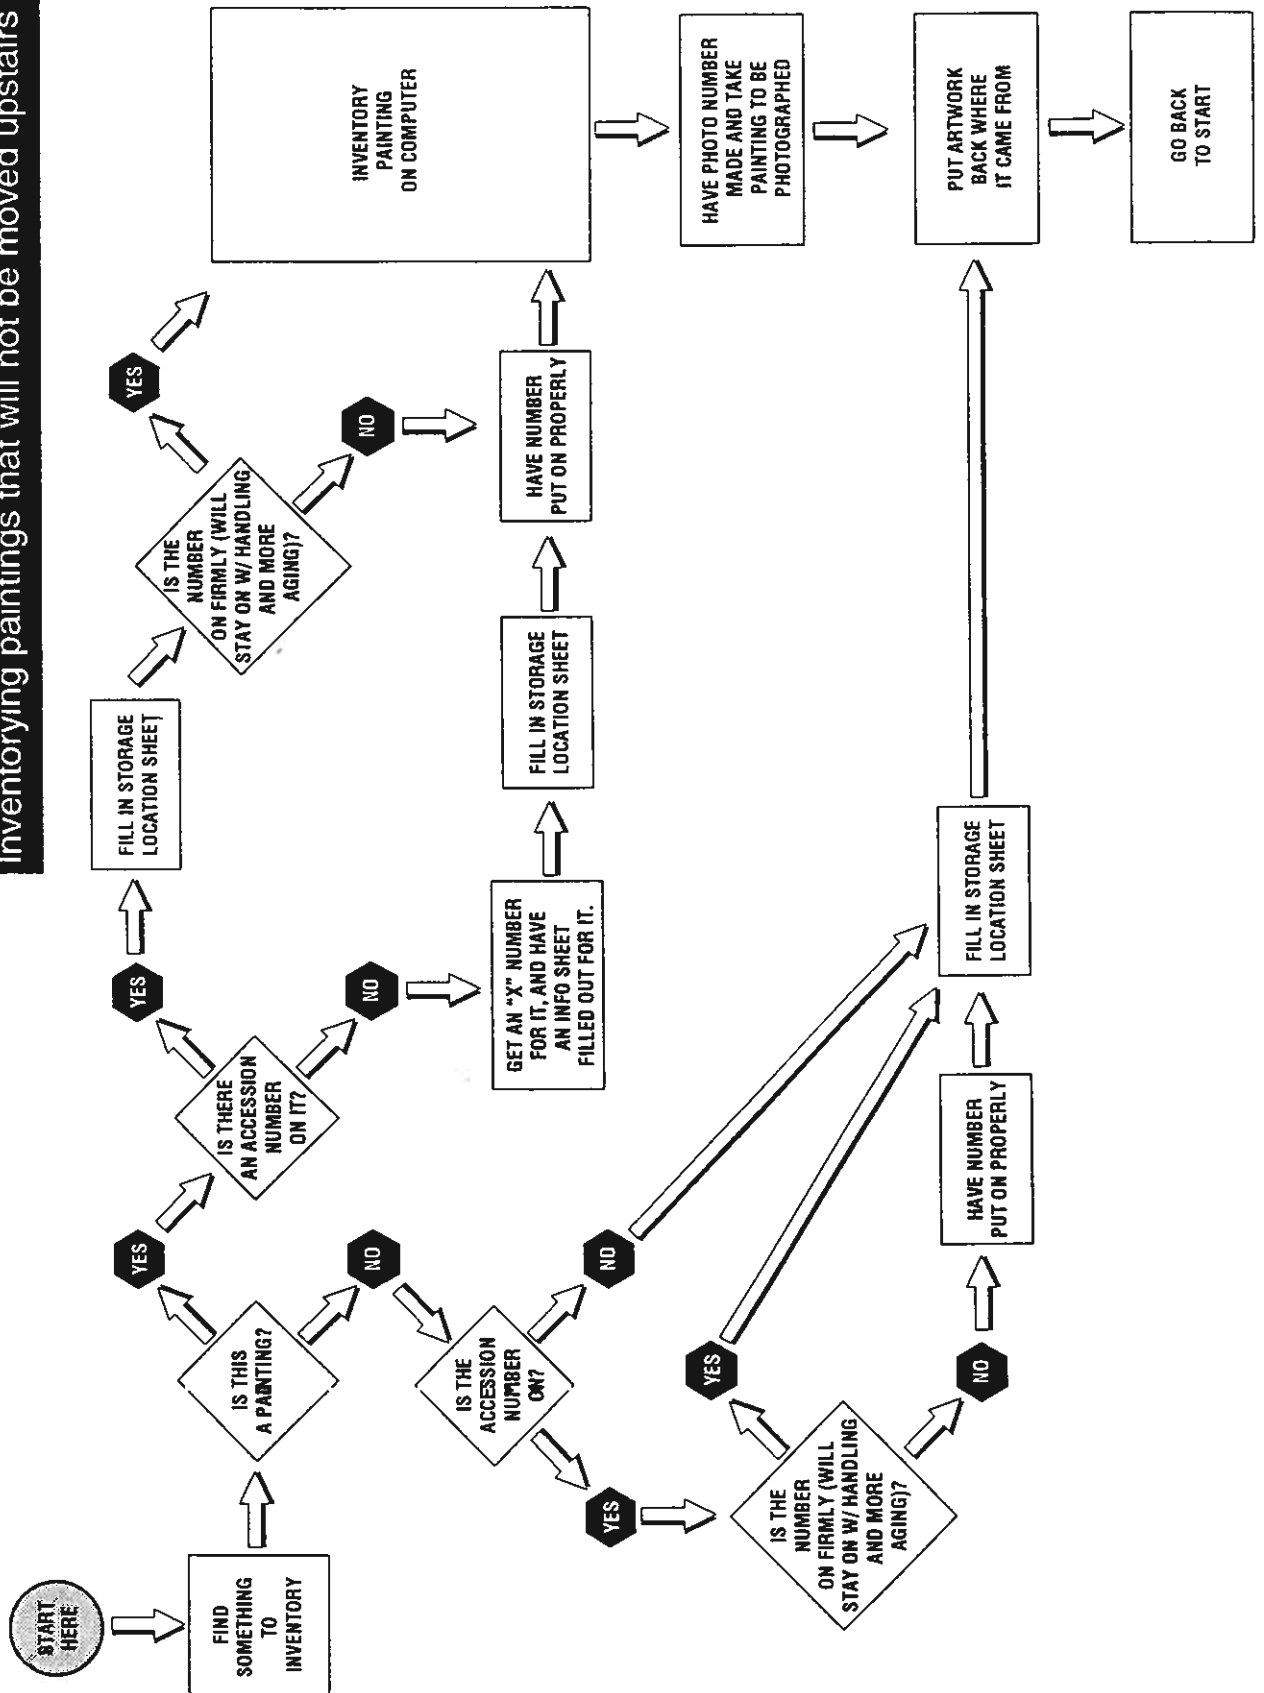 Inventorying paintings that will not be moved upstairs
START
HERE
FIND
SOMETHING
TO
INVENTORY
IS THIS
A PAINTING?
YES
NO
IS THERE
AN ACCESSION
NUMBER
ON IT?
YES
NO
FILL IN STORAGE
LOCATION SHEET
IS THE
NUMBER
ON FIRMLY (WILL
STAY ON W/ HANDLING
AND MORE
AGING)?
YES
NO
GET AN "X" NUMBER
FOR IT, AND HAVE
AN INFO SHEET
FILLED OUT FOR IT.
FILL IN STORAGE
LOCATION SHEET
HAVE NUMBER
PUT ON PROPERLY
INVENTORY
PAINTING
ON COMPUTER
HAVE PHOTO NUMBER
MADE AND TAKE
PAINTING TO BE
PHOTOGRAPHED
IS THE
ACCESSION
NUMBER
ON?
NO
YES
IS THE
NUMBER
ON FIRMLY (WILL
STAY ON W/ HANDLING
AND MORE
AGING)?
YES
NO
HAVE NUMBER
PUT ON PROPERLY
FILL IN STORAGE
LOCATION SHEET
PUT ARTWORK
BACK WHERE
IT CAME FROM
GO BACK
TO START